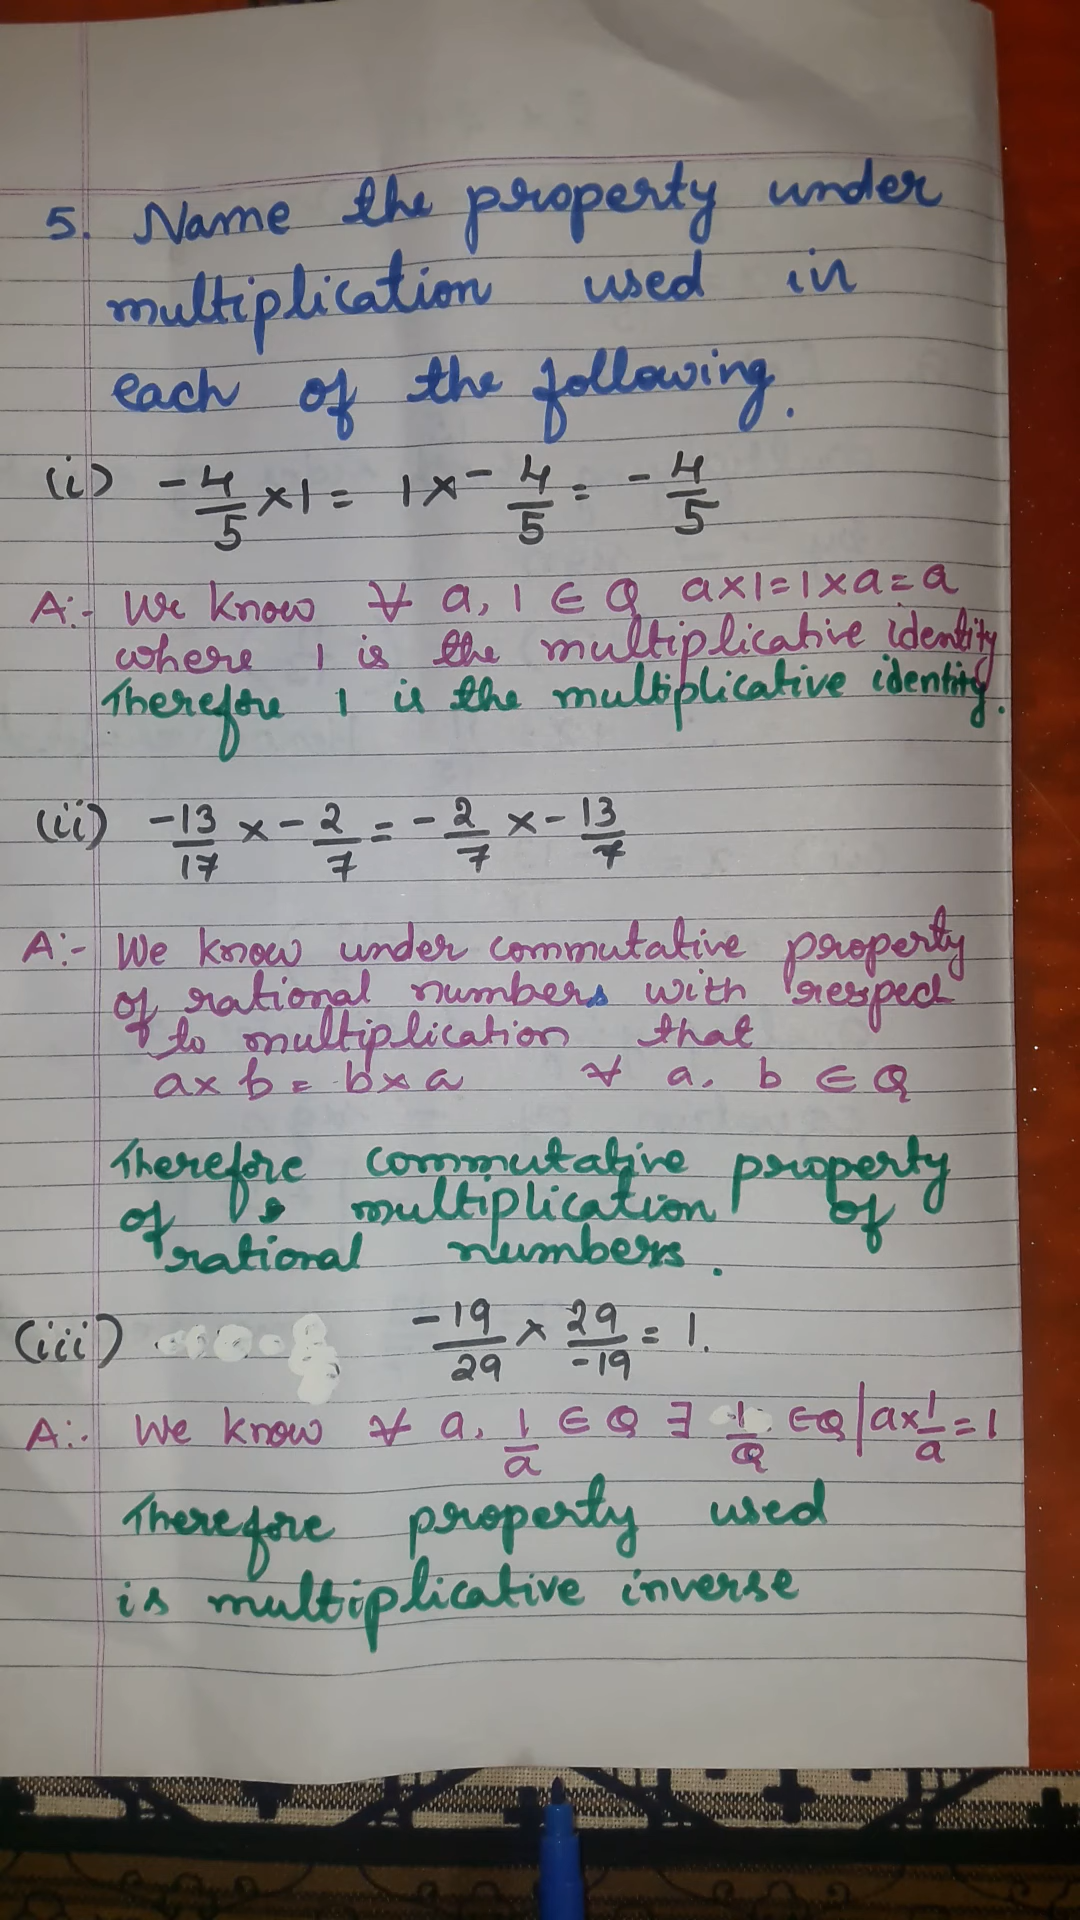 5. Name the property under
multiplication used in
each of the following.
(i) -4/5 × 1 = 1 × -4/5 = -4/5
A:- We know ∀ a, 1 ∈ Q a×1=1×a=a
where 1 is the multiplicative identity
Therefore 1 is the multiplicative identity.
(ii) -13/17 × -2/7 = -2/7 × -13/7
A:- We know under commutative property
of rational numbers with respect
to multiplication that
a× b = b× a ∀ a, b ∈ Q
Therefore commutative property
of multiplication of
rational numbers.
(iii) -19/29 × 29/-19 = 1.
A:- We know ∀ a, 1/a ∈ Q ∃ 1/a ∈Q | a×1/a = 1
Therefore property used
is multiplicative inverse